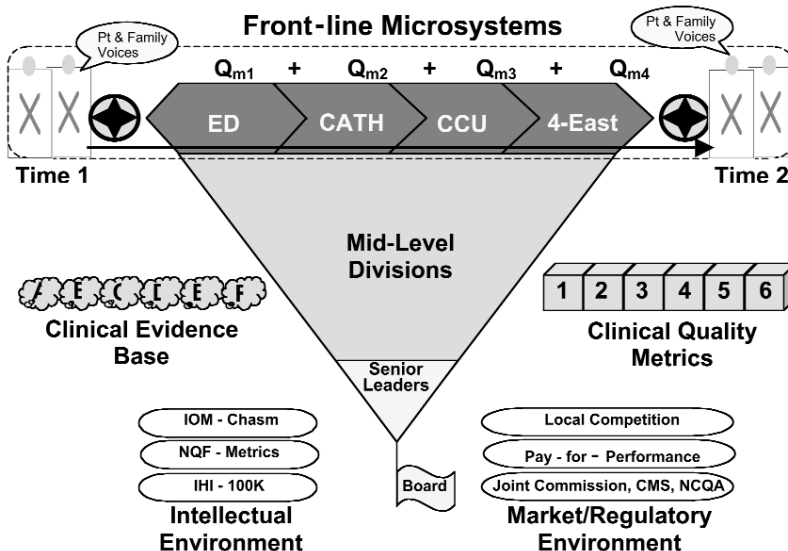 Front-line Microsystems
Pt & Family
Voices
Pt & Family
Voices
Qm1 + Qm2 + Qm3 + Qm4
ED CATH CCU 4-East
Time 1
Time 2
Mid-Level
Divisions
A B C D E F
Clinical Evidence
Base
1 2 3 4 5 6
Clinical Quality
Metrics
Senior
Leaders
IOM - Chasm
NQF - Metrics
IHI - 100K
Intellectual
Environment
Board
Local Competition
Pay - for - Performance
Joint Commission, CMS, NCQA
Market/Regulatory
Environment